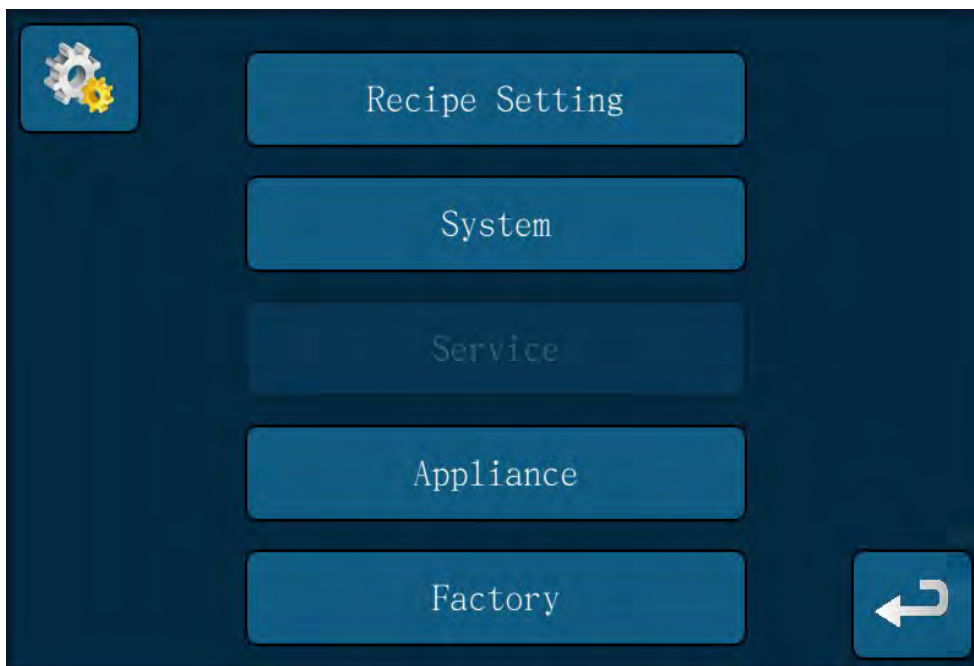 Recipe Setting
System
Service
Appliance
Factory